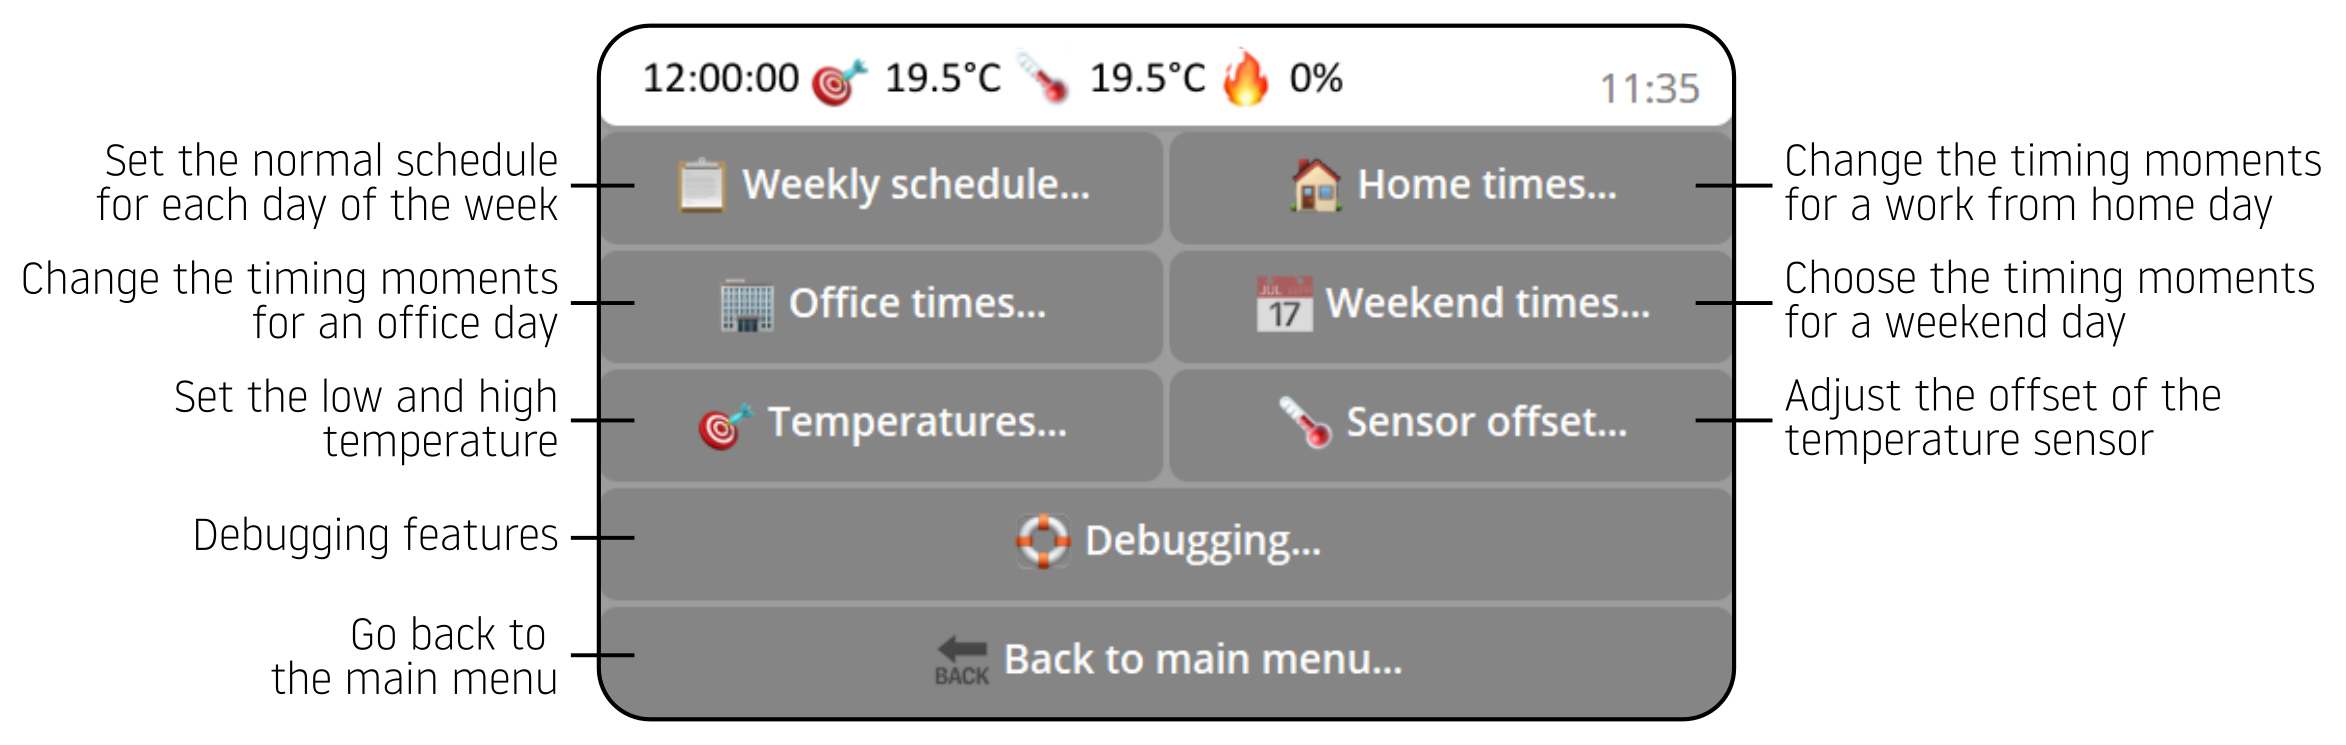 12:00:00 🎯 19.5°C 🌡 19.5°C 🔥 0%
11:35
Set the normal schedule
for each day of the week
Weekly schedule...
Home times...
Change the timing moments
for a work from home day
Change the timing moments
for an office day
Office times...
JUL
17
Weekend times...
Choose the timing moments
for a weekend day
Set the low and high
temperature
Temperatures...
Sensor offset...
Adjust the offset of the
temperature sensor
Debugging features
Debugging...
Go back to
the main menu
BACK
Back to main menu...